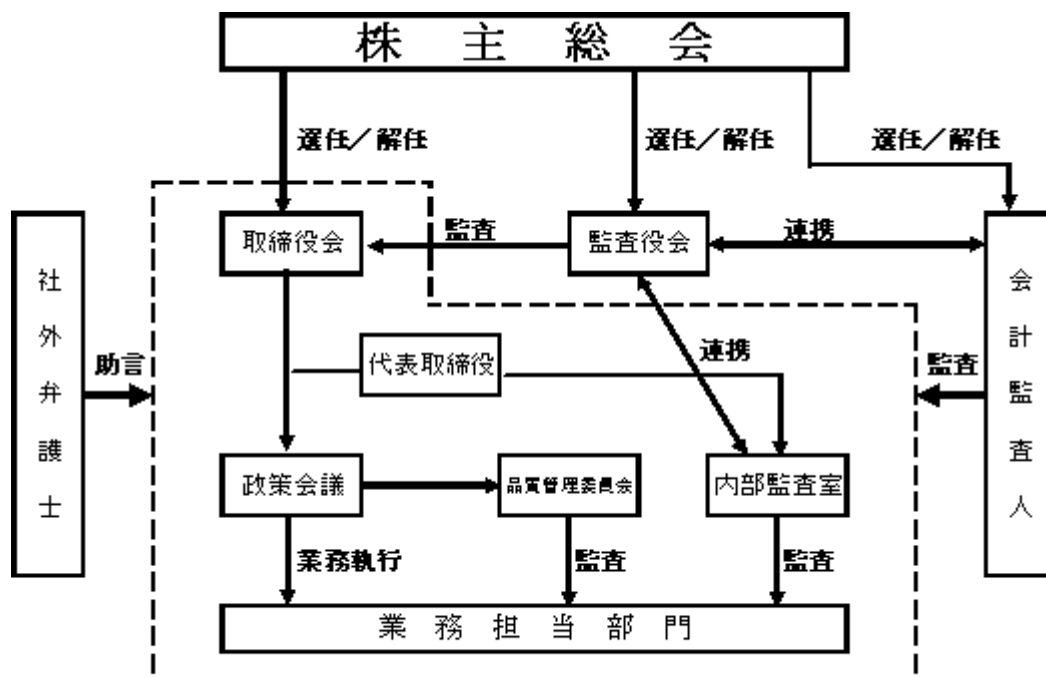 株主総会
選任／解任
選任／解任
選任／解任
取締役会
監査
監査役会
連携
社外弁護士
会計監査人
助言
代表取締役
連携
監査
政策会議
品質管理委員会
内部監査室
業務執行
監査
監査
業務担当部門